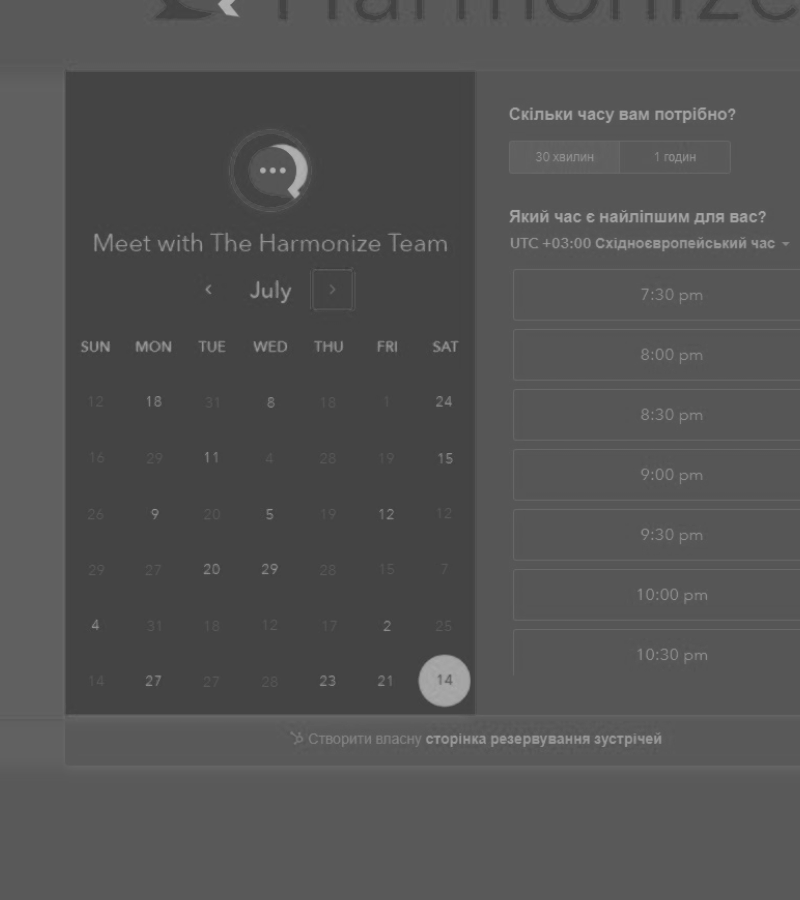 Harmonize
Meet with The Harmonize Team
July
SUN MON TUE WED THU FRI SAT
12 18 31 8 18 1 24
16 29 11 4 28 19 15
26 9 20 5 19 12 12
29 27 20 29 28 15 7
4 31 18 12 17 2 25
14 27 27 28 23 21 14
Скільки часу вам потрібно?
30 хвилин 1 годин
Який час є найліпшим для вас?
UTC +03:00 Східноєвропейський час
7:30 pm
8:00 pm
8:30 pm
9:00 pm
9:30 pm
10:00 pm
10:30 pm
Створити власну сторінка резервування зустрічей